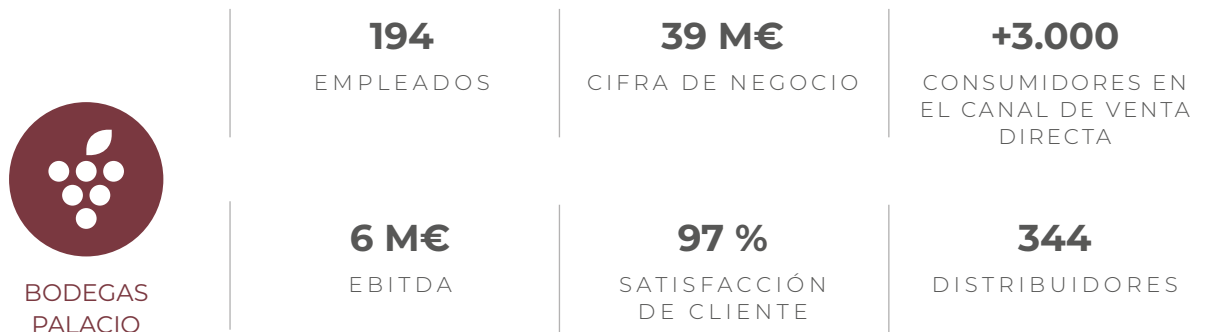 194
EMPLEADOS
39 M€
CIFRA DE NEGOCIO
+3.000
CONSUMIDORES EN
EL CANAL DE VENTA
DIRECTA
BODEGAS
PALACIO
6 M€
EBITDA
97 %
SATISFACCIÓN
DE CLIENTE
344
DISTRIBUIDORES